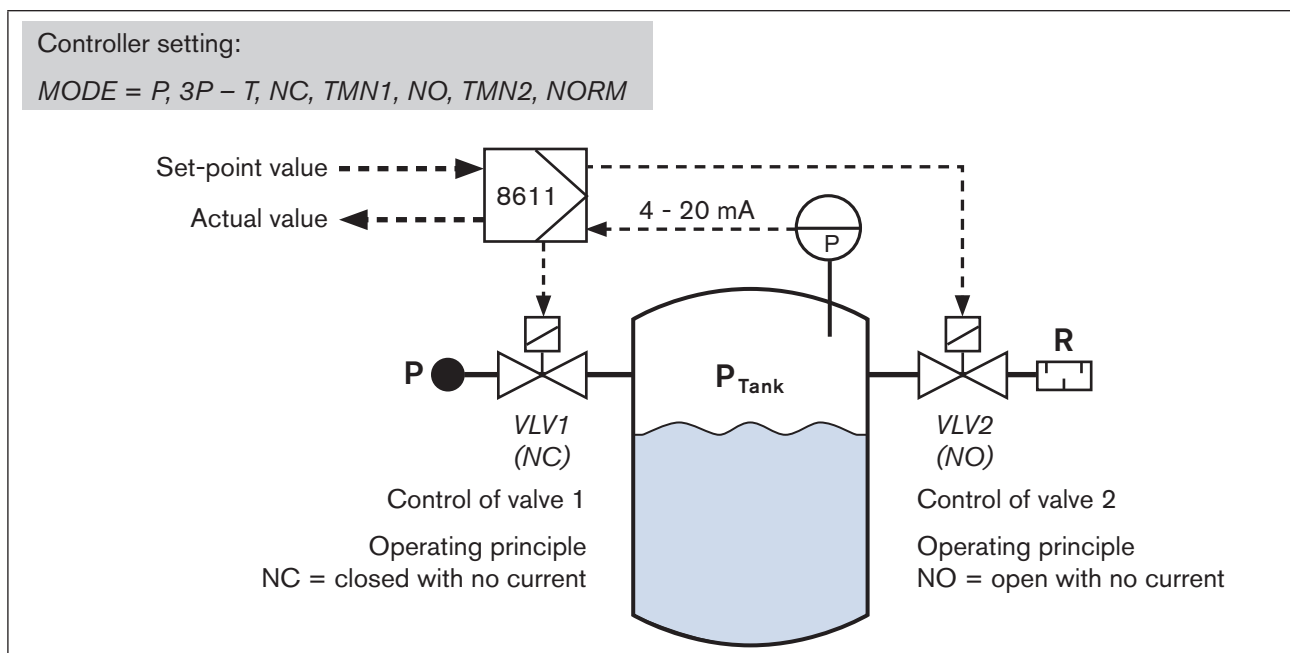 Controller setting:
MODE = P, 3P – T, NC, TMN1, NO, TMN2, NORM
Set-point value
8611
Actual value
4 - 20 mA
P
P
P Tank
R
VLV1
(NC)
VLV2
(NO)
Control of valve 1
Control of valve 2
Operating principle
NC = closed with no current
Operating principle
NO = open with no current